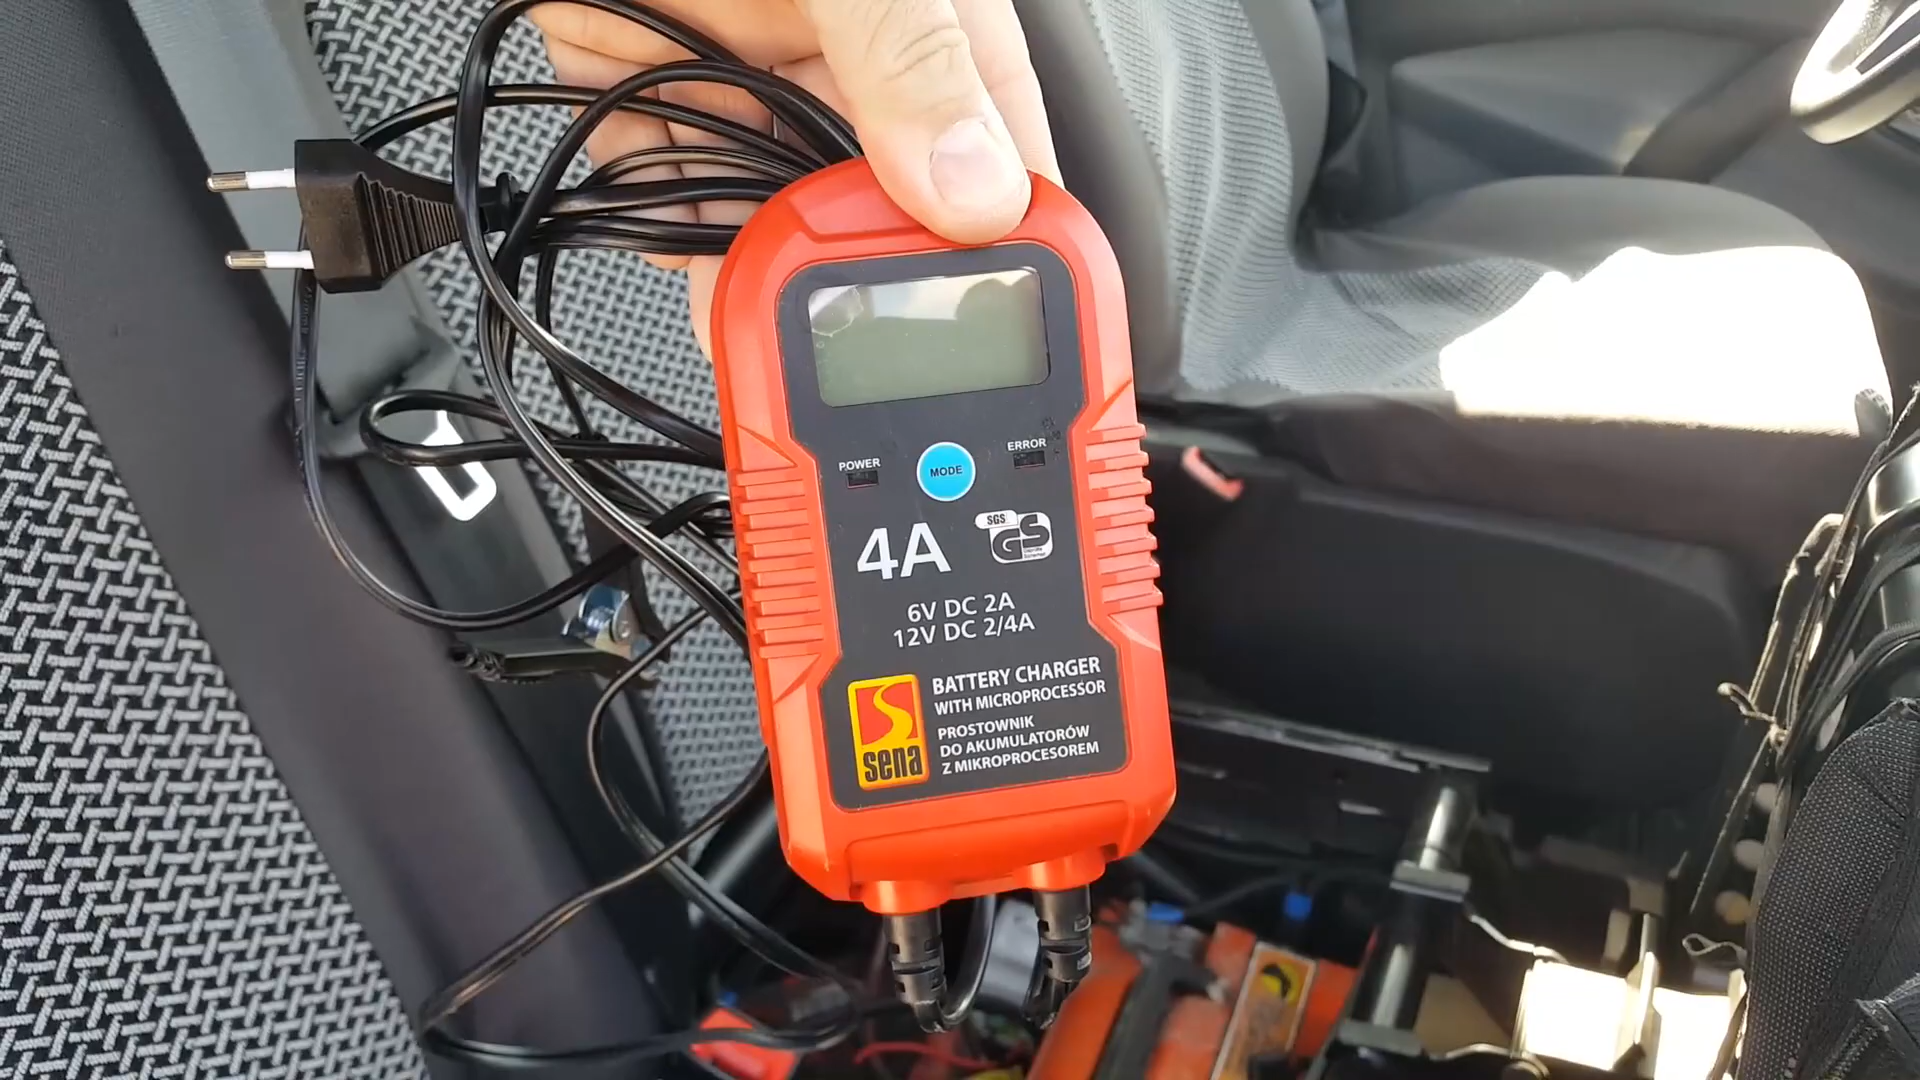 POWER
MODE
ERROR
4A
SGS
GS
6V DC 2A
12V DC 2/4A
sena
BATTERY CHARGER
WITH MICROPROCESSOR
PROSTOWNIK
DO AKUMULATORÓW
Z MIKROPROCESOREM